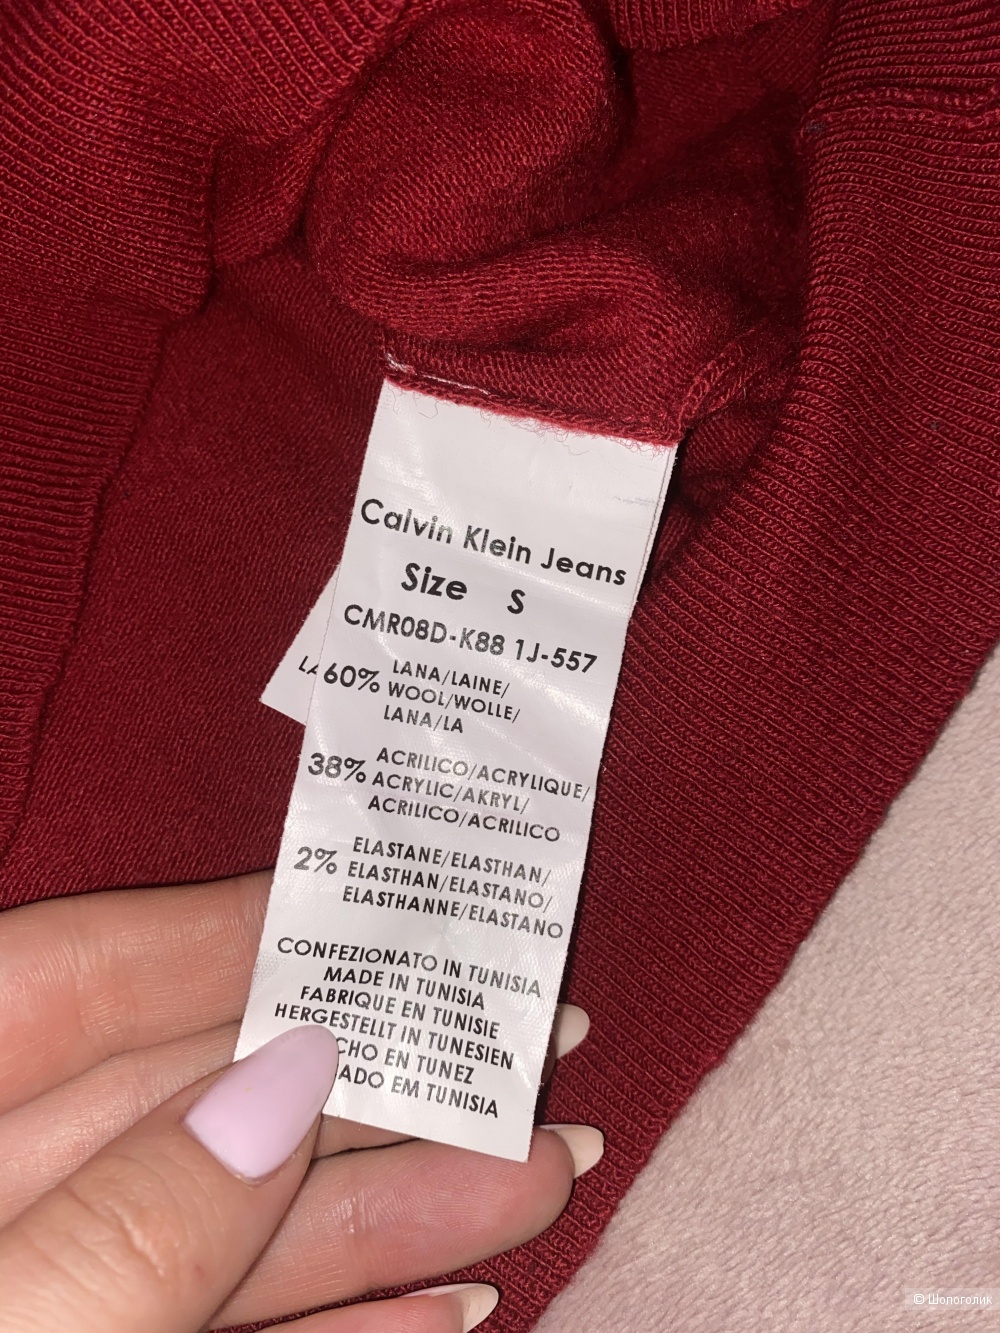 Calvin Klein Jeans
Size S
CMR08D-K88 1J-557
60% LANA/LAINE/
WOOL/WOLLE/
LANA/LA
38% ACRILICO/ACRYLIQUE/
ACRYLIC/AKRYL/
ACRILICO/ACRILICO
2% ELASTANE/ELASTHAN/
ELASTHAN/ELASTANO/
ELASTHANNE/ELASTANO
CONFEZIONATO IN TUNISIA
MADE IN TUNISIA
FABRIQUE EN TUNISIE
HERGESTELLT IN TUNESIEN
CHO EN TUNEZ
ADO EM TUNISIA
© Шопоголик